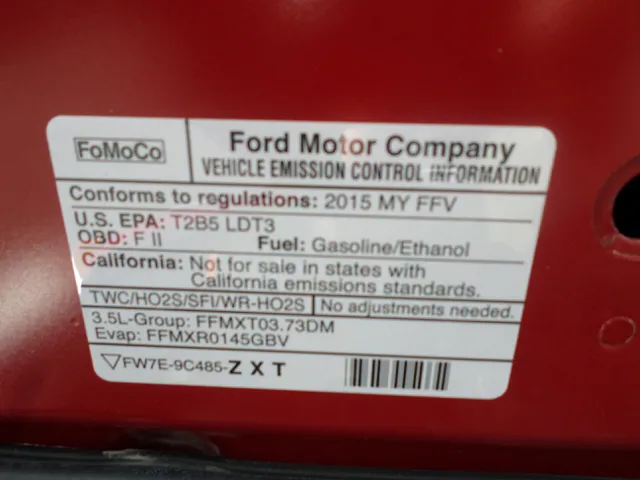 FoMoCo
Ford Motor Company
VEHICLE EMISSION CONTROL INFORMATION
Conforms to regulations: 2015 MY FFV
U.S. EPA: T2B5 LDT3
OBD: F II Fuel: Gasoline/Ethanol
California: Not for sale in states with
California emissions standards.
TWC/HO2S/SFI/WR-HO2S No adjustments needed.
3.5L-Group: FFMXT03.73DM
Evap: FFMXR0145GBV
FW7E-9C485-Z X T